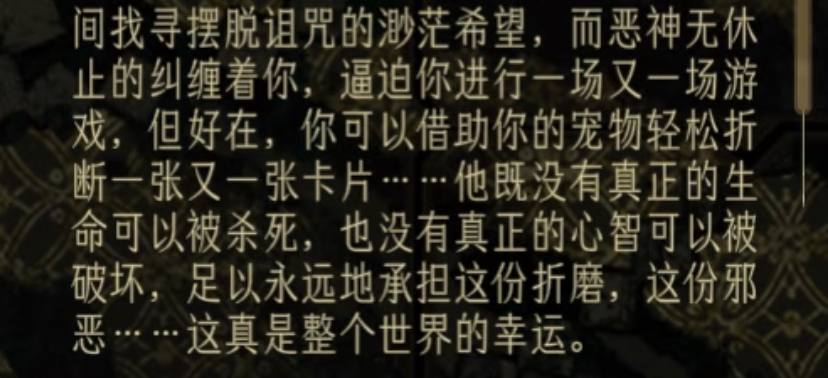 间找寻摆脱诅咒的渺茫希望，而恶神无休
止的纠缠着你，逼迫你进行一场又一场游
戏，但好在，你可以借助你的宠物轻松折
断一张又一张卡片……他既没有真正的生
命可以被杀死，也没有真正的心智可以被
破坏，足以永远地承担这份折磨，这份邪
恶……这真是整个世界的幸运。